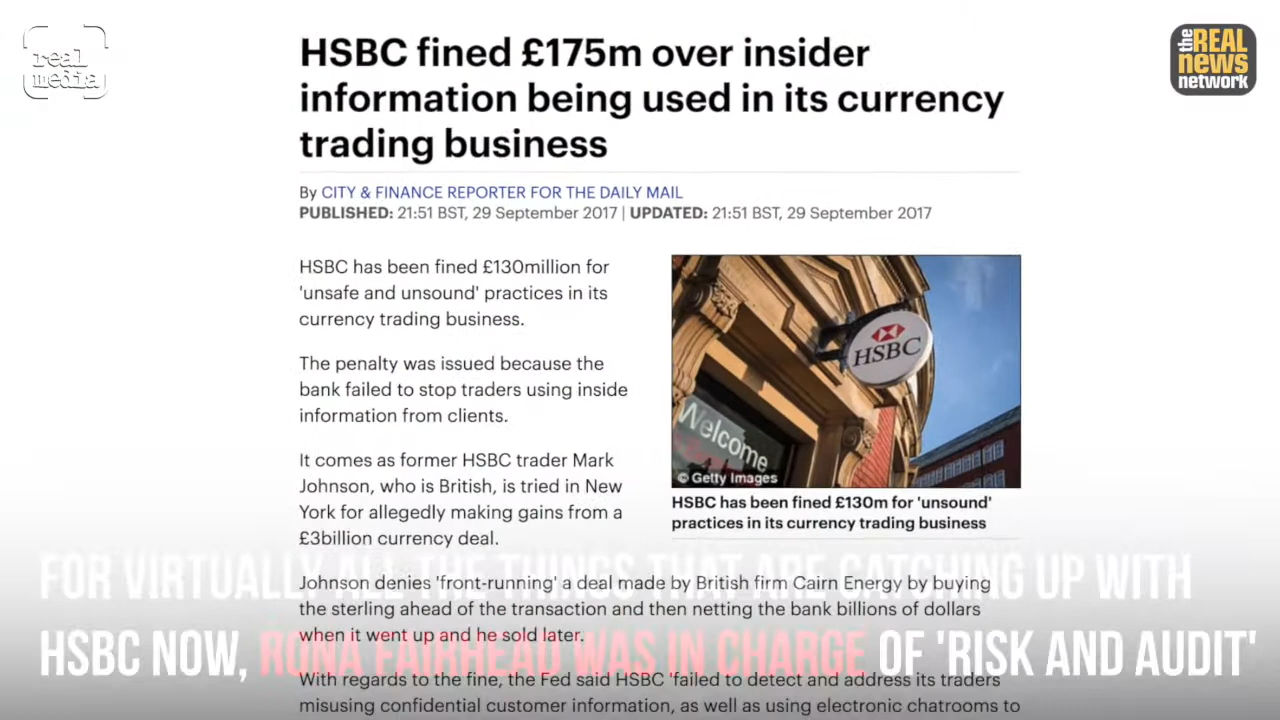 real
media
the REAL
news
network
HSBC fined £175m over insider
information being used in its currency
trading business
By CITY & FINANCE REPORTER FOR THE DAILY MAIL
PUBLISHED: 21:51 BST, 29 September 2017 | UPDATED: 21:51 BST, 29 September 2017
HSBC has been fined £130million for
'unsafe and unsound' practices in its
currency trading business.
The penalty was issued because the
bank failed to stop traders using inside
information from clients.
It comes as former HSBC trader Mark
Johnson, who is British, is tried in New
York for allegedly making gains from a
£3billion currency deal.
HSBC
Welcome
© Getty Images
HSBC has been fined £130m for 'unsound'
practices in its currency trading business
Johnson denies 'front-running' a deal made by British firm Cairn Energy by buying
the sterling ahead of the transaction and then netting the bank billions of dollars
when it went up and he sold later.
With regards to the fine, the Fed said HSBC 'failed to detect and address its traders
misusing confidential customer information, as well as using electronic chatrooms to
FOR VIRTUALLY ALL THE THINGS THAT ARE CATCHING UP WITH
HSBC NOW, RONA FAIRHEAD WAS IN CHARGE OF 'RISK AND AUDIT'